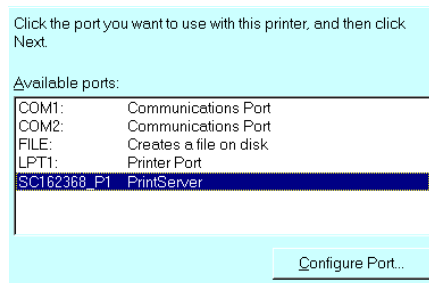 Click the port you want to use with this printer, and then click
Next.
Available ports:
COM1: Communications Port
COM2: Communications Port
FILE: Creates a file on disk
LPT1: Printer Port
SC162368_P1 PrintServer
Configure Port...